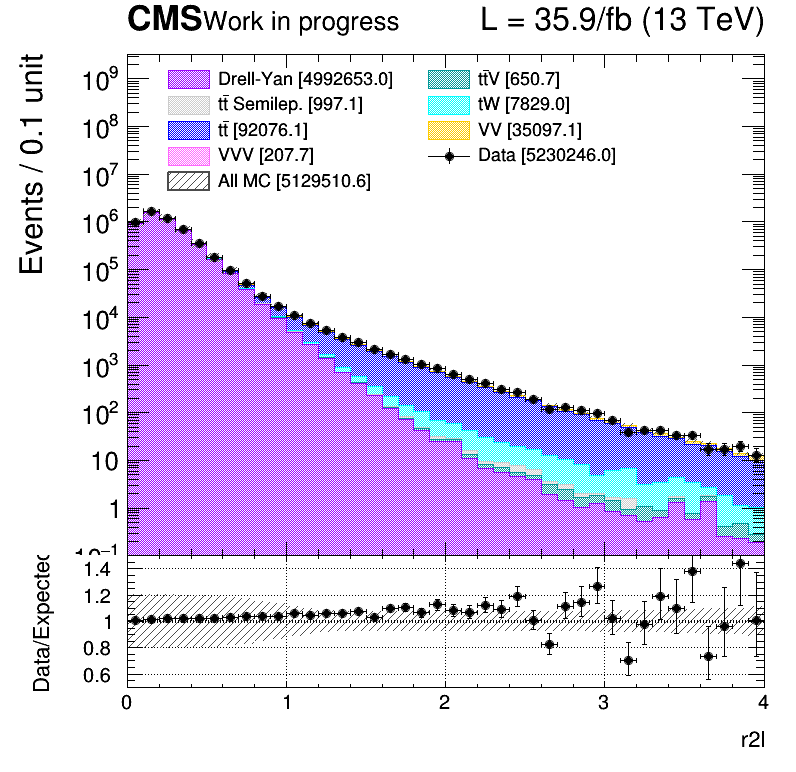 CMS Work in progress L = 35.9/fb (13 TeV)
Events / 0.1 unit
Drell-Yan [4992653.0]
tt̄ Semilep. [997.1]
tt̄ [92076.1]
VVV [207.7]
All MC [5129510.6]
tt̄V [650.7]
tW [7829.0]
VV [35097.1]
Data [5230246.0]
10⁹
10⁸
10⁷
10⁶
10⁵
10⁴
10³
10²
10
1
10⁻¹
Data/Expected
1.4
1.2
1
0.8
0.6
0 1 2 3 4
r2l